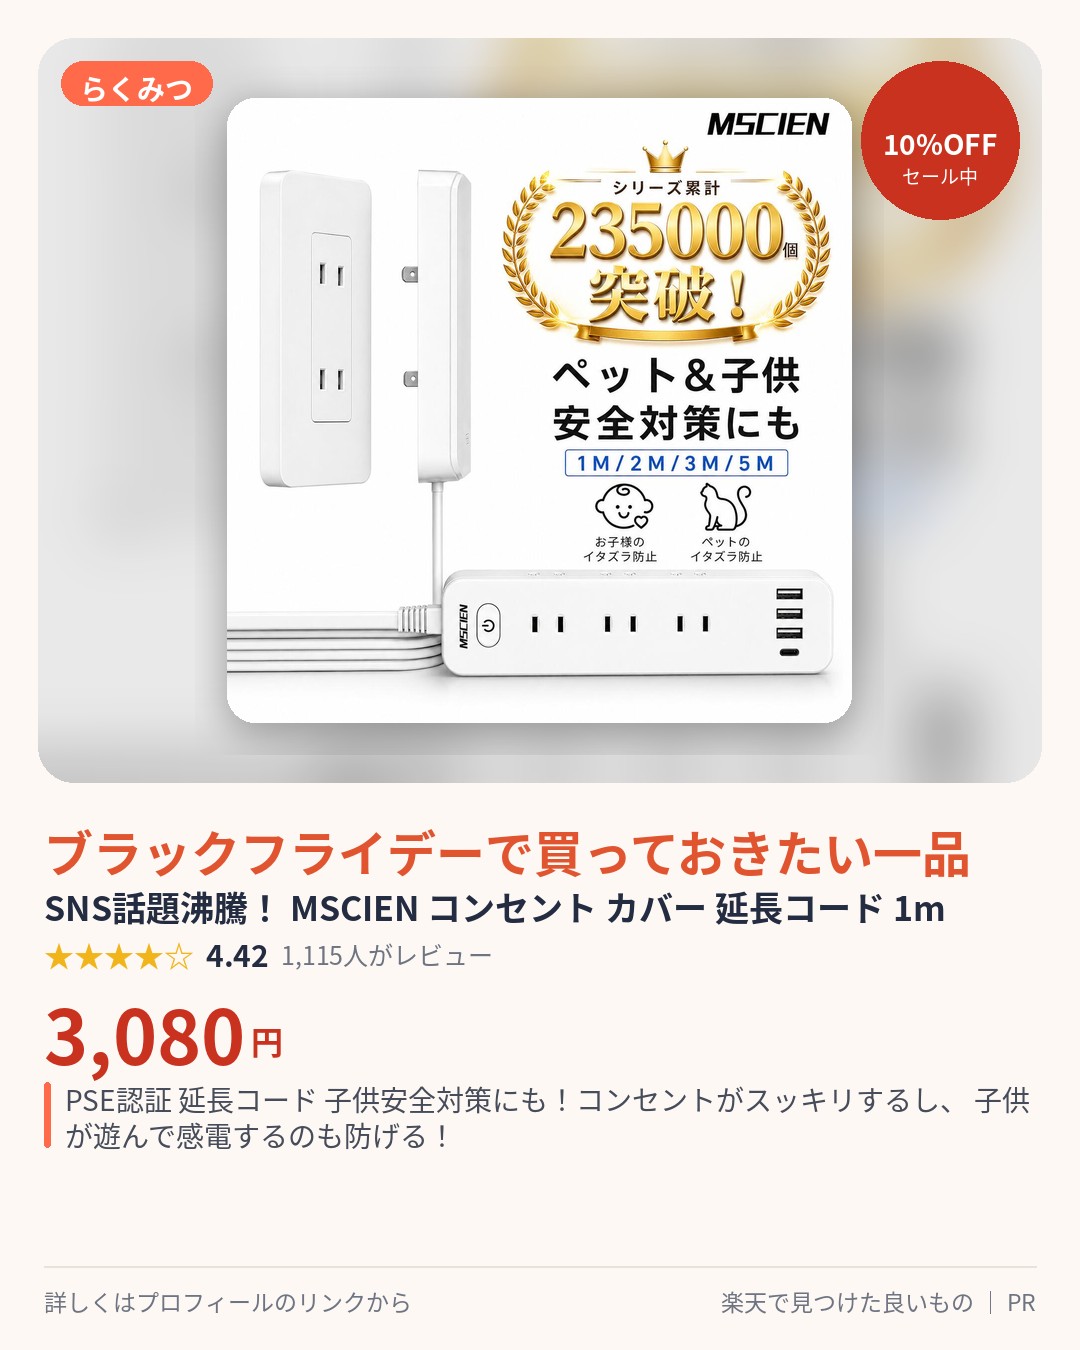 らくみつ
10%OFF
セール中
MSCIEN
シリーズ累計
235000個
突破！
ペット＆子供
安全対策にも
1M/2M/3M/5M
お子様の
イタズラ防止
ペットの
イタズラ防止
MSCIEN
ブラックフライデーで買っておきたい一品
SNS話題沸騰！ MSCIEN コンセント カバー 延長コード 1m
★★★★☆ 4.42 1,115人がレビュー
3,080円
PSE認証 延長コード 子供安全対策にも！コンセントがスッキリするし、 子供
が遊んで感電するのも防げる！
詳しくはプロフィールのリンクから
楽天で見つけた良いもの｜PR